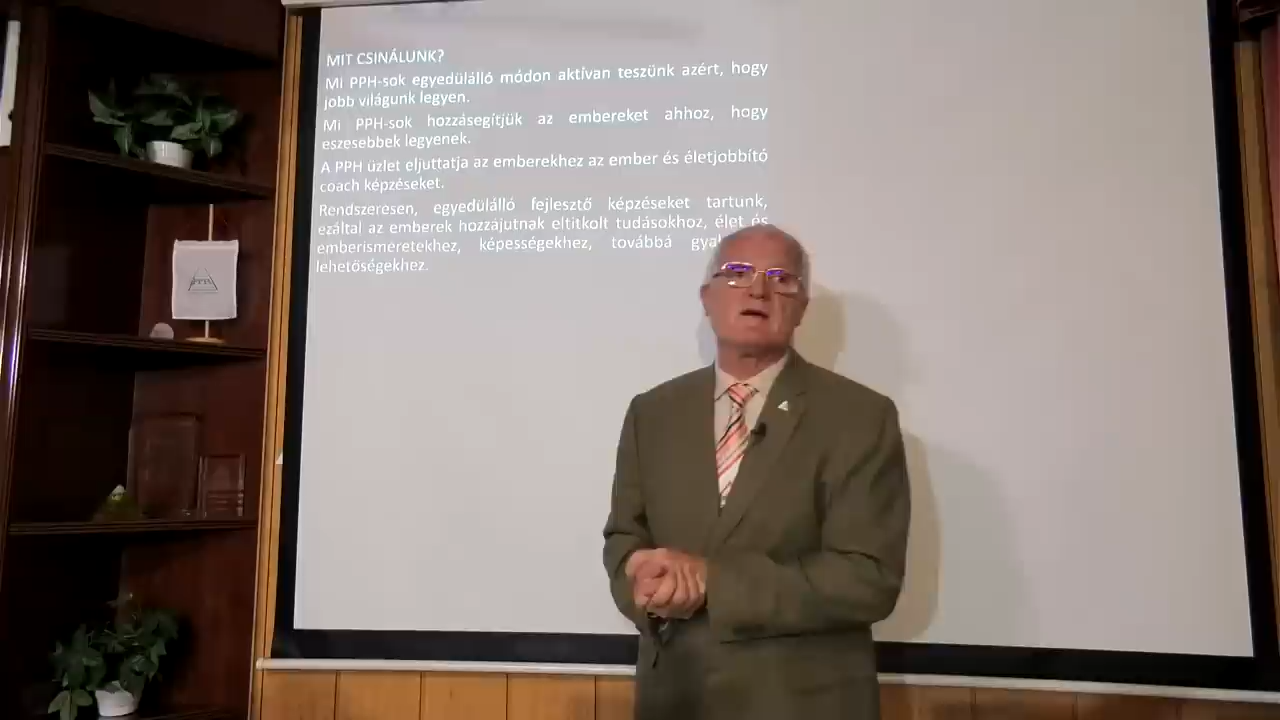 MIT CSINÁLUNK?
Mi PPH-sok egyedülálló módon aktívan teszünk azért, hogy
jobb világunk legyen.
Mi PPH-sok hozzásegítjük az embereket ahhoz, hogy
eszesebbek legyenek.
A PPH üzlet eljuttatja az emberekhez az ember és életjobbító
coach képzéseket.
Rendszeresen, egyedülálló fejlesztő képzéseket tartunk,
ezáltal az emberek hozzájutnak eltitkolt tudásokhoz, élet és
emberismeretekhez, képességekhez, továbbá
lehetőségekhez.